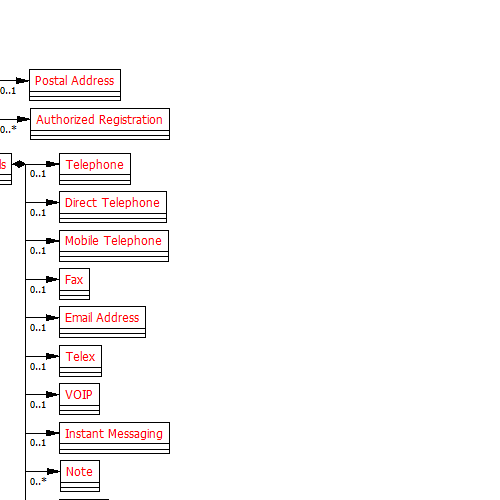 Postal Address
0..1
Authorized Registration
0..*
ls
Telephone
0..1
Direct Telephone
0..1
Mobile Telephone
0..1
Fax
0..1
Email Address
0..1
Telex
0..1
VOIP
0..1
Instant Messaging
0..1
Note
0..*